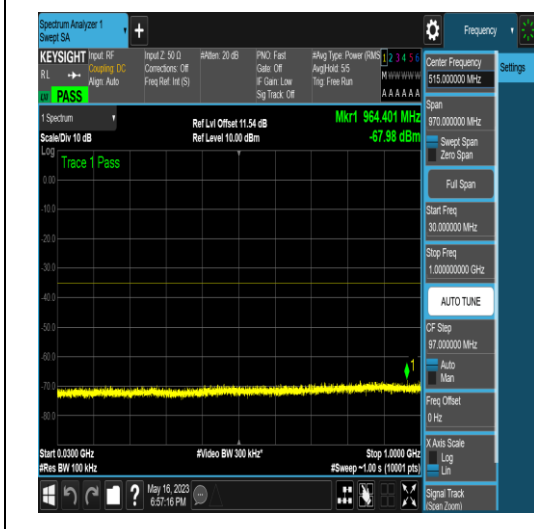 Spectrum Analyzer 1
Swept SA
Frequency
KEYSIGHT
RL
Input: RF
Coupling: DC
Align: Auto
Input Z: 50 Ω
Corrections: Off
Freq Ref: Int (S)
#Atten: 20 dB
PNO: Fast
Gate: Off
IF Gain: Low
Sig Track: Off
#Avg Type: Power (RMS
Avg|Hold: 5/5
Trig: Free Run
1 2 3 4 5 6
M W W W W W
A A A A A A
PASS
1 Spectrum
Scale/Div 10 dB
Ref Lvl Offset 11.54 dB
Ref Level 10.00 dBm
Mkr1 964.401 MHz
-67.98 dBm
Log
Trace 1 Pass
0.00
-10.0
-20.0
-30.0
-40.0
-50.0
-60.0
-70.0
-80.0
1
Start 0.0300 GHz
#Res BW 100 kHz
#Video BW 300 kHz*
Stop 1.0000 GHz
#Sweep ~1.00 s (10001 pts)
?
May 16, 2023
6:57:16 PM
Center Frequency
515.000000 MHz
Settings
Span
970.000000 MHz
Swept Span
Zero Span
Full Span
Start Freq
30.000000 MHz
Stop Freq
1.000000000 GHz
AUTO TUNE
CF Step
97.000000 MHz
Auto
Man
Freq Offset
0 Hz
X Axis Scale
Log
Lin
Signal Track
(Span Zoom)